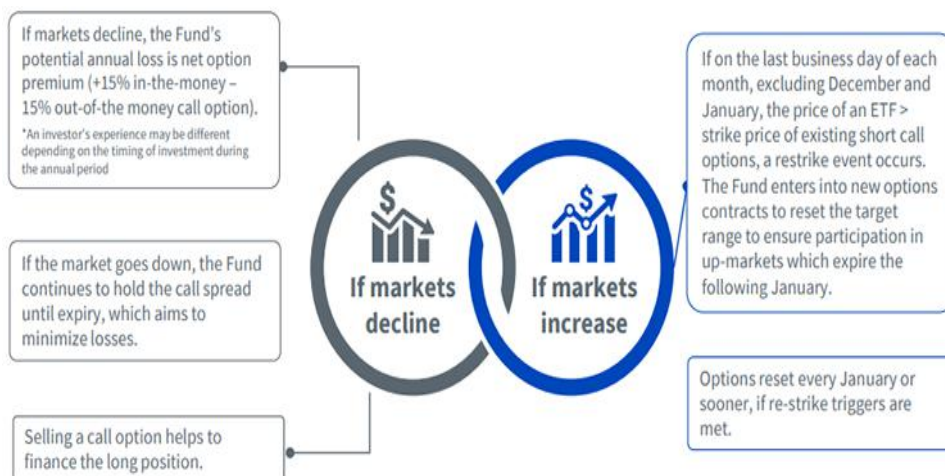 If markets decline, the Fund's
potential annual loss is net option
premium (+15% in-the-money –
15% out-of-the money call option).
*An investor's experience may be different
depending on the timing of investment during
the annual period
If the market goes down, the Fund
continues to hold the call spread
until expiry, which aims to
minimize losses.
Selling a call option helps to
finance the long position.
$
If markets
decline
$
If markets
increase
If on the last business day of each
month, excluding December and
January, the price of an ETF >
strike price of existing short call
options, a restrike event occurs.
The Fund enters into new options
contracts to reset the target
range to ensure participation in
up-markets which expire the
following January.
Options reset every January or
sooner, if re-strike triggers are
met.